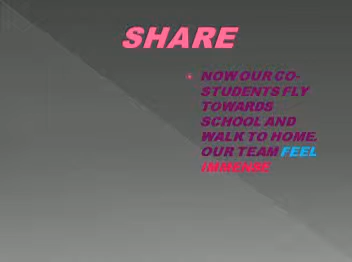 SHARE
NOW OUR CO-
STUDENTS FLY
TOWARDS
SCHOOL AND
WALK TO HOME.
OUR TEAM FEEL
IMMENSE